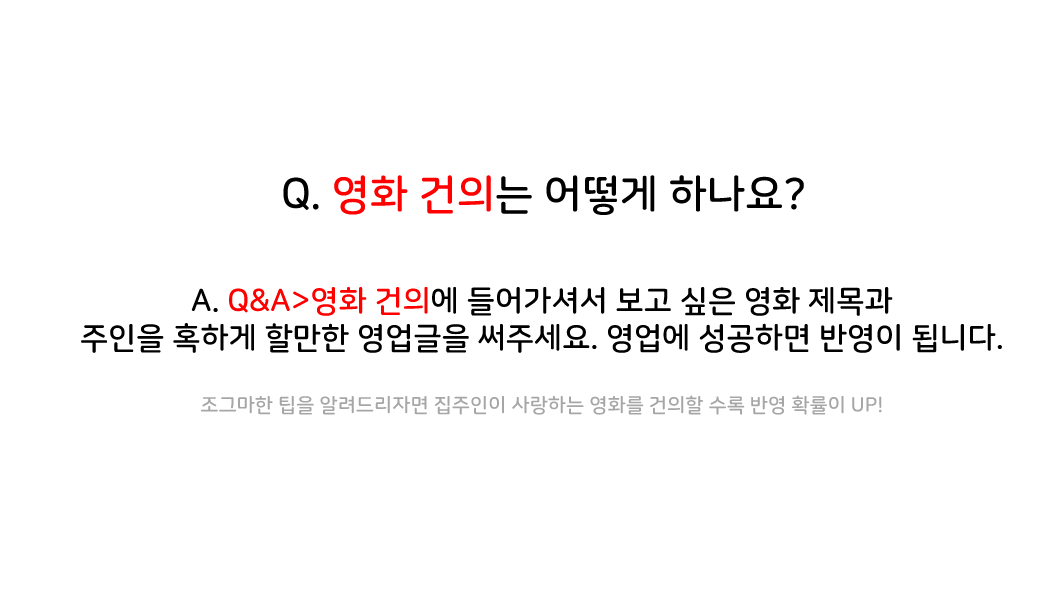 Q. 영화 건의는 어떻게 하나요?
A. Q&A>영화 건의에 들어가셔서 보고 싶은 영화 제목과
주인을 혹하게 할만한 영업글을 써주세요. 영업에 성공하면 반영이 됩니다.
조그마한 팁을 알려드리자면 집주인이 사랑하는 영화를 건의할 수록 반영 확률이 UP!